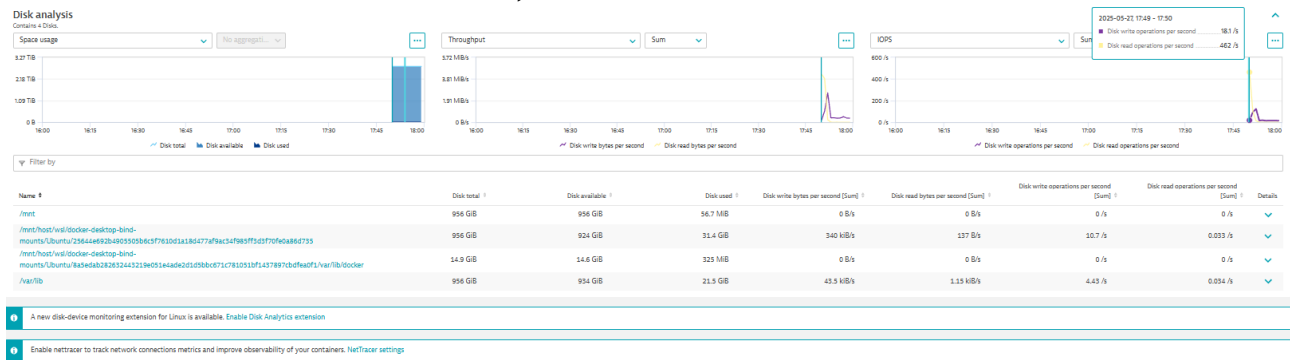 Disk analysis
Contains 4 Disks.
Space usage
No aggregati...
...
Throughput
Sum
...
IOPS
Sum
...
2025-05-27, 17:49 - 17:50
Disk write operations per second 18.1 /s
Disk read operations per second 462 /s
3.27 TiB
2.18 TiB
1.09 TiB
0 B
16:00 16:15 16:30 16:45 17:00 17:15 17:30 17:45 18:00
Disk total Disk available Disk used
5.72 MiB/s
3.81 MiB/s
1.91 MiB/s
0 B/s
16:00 16:15 16:30 16:45 17:00 17:15 17:30 17:45 18:00
Disk write bytes per second Disk read bytes per second
600 /s
400 /s
200 /s
0 /s
16:00 16:15 16:30 16:45 17:00 17:15 17:30 17:45 18:00
Disk write operations per second Disk read operations per second
Filter by
Name Disk total Disk available Disk used Disk write bytes per second [Sum] Disk read bytes per second [Sum] Disk write operations per second [Sum] Disk read operations per second [Sum] Details
/mnt 956 GiB 956 GiB 56.7 MiB 0 B/s 0 B/s 0 /s 0 /s
/mnt/host/wsl/docker-desktop-bind-
956 GiB 924 GiB 31.4 GiB 340 kiB/s 137 B/s 10.7 /s 0.033 /s
/mnt/host/wsl/docker-desktop-bind-
14.9 GiB 14.6 GiB 325 MiB 0 B/s 0 B/s 0 /s 0 /s
/var/lib 956 GiB 934 GiB 21.5 GiB 43.5 kiB/s 1.15 kiB/s 4.43 /s 0.034 /s
A new disk-device monitoring extension for Linux is available. Enable Disk Analytics extension
Enable nettracer to track network connections metrics and improve observability of your containers. NetTracer settings